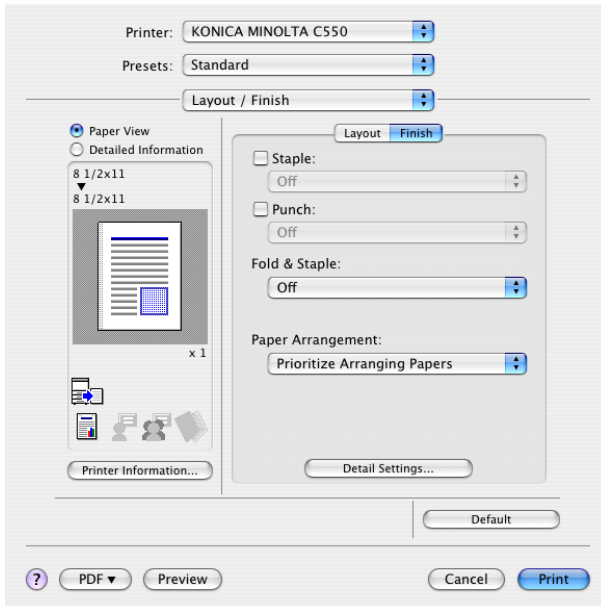 Printer: KONICA MINOLTA C550
Presets: Standard
Layout / Finish
Paper View
Detailed Information
8 1/2x11
8 1/2x11
x 1
Printer Information...
Layout Finish
Staple:
Off
Punch:
Off
Fold & Staple:
Off
Paper Arrangement:
Prioritize Arranging Papers
Detail Settings...
Default
? PDF Preview Cancel Print